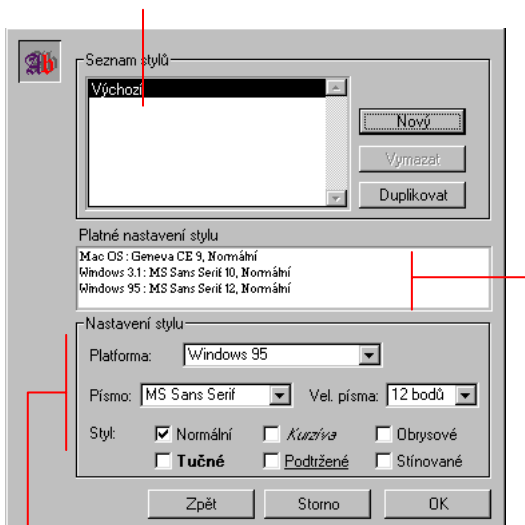 Ab
Seznam stylů
Výchozí
Nový
Vymazat
Duplikovat
Platné nastavení stylu
Mac OS : Geneva CE 9, Normální
Windows 3.1: MS Sans Serif 10, Normální
Windows 95 : MS Sans Serif 12, Normální
Nastavení stylu
Platforma: Windows 95
Písmo: MS Sans Serif Vel. písma: 12 bodů
Styl: Normální Kurzíva Obrysové
Tučné Podtržené Stínované
Zpět Storno OK